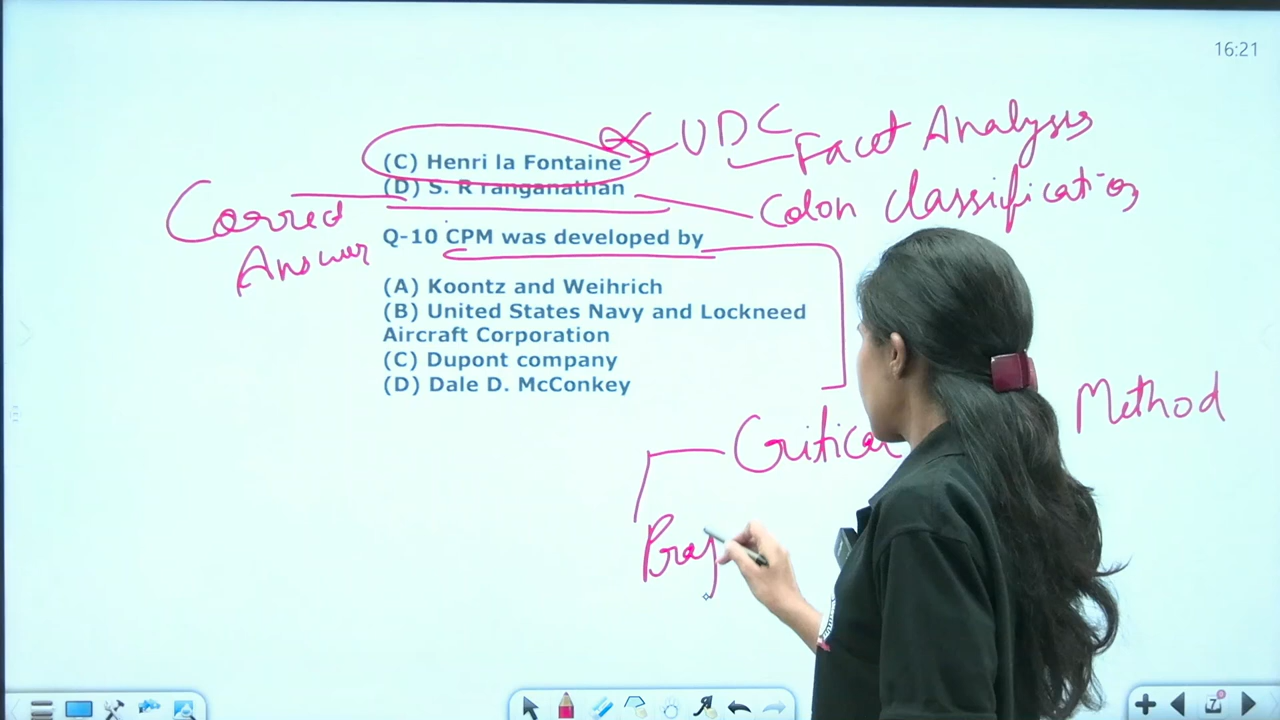 16:21
UDC
Facet Analysis
(C) Henri la Fontaine
(D) S. R ranganathan
Colon classification
Correct
Answer
Q-10 CPM was developed by
(A) Koontz and Weihrich
(B) United States Navy and Lockneed
Aircraft Corporation
(C) Dupont company
(D) Dale D. McConkey
Critical Method